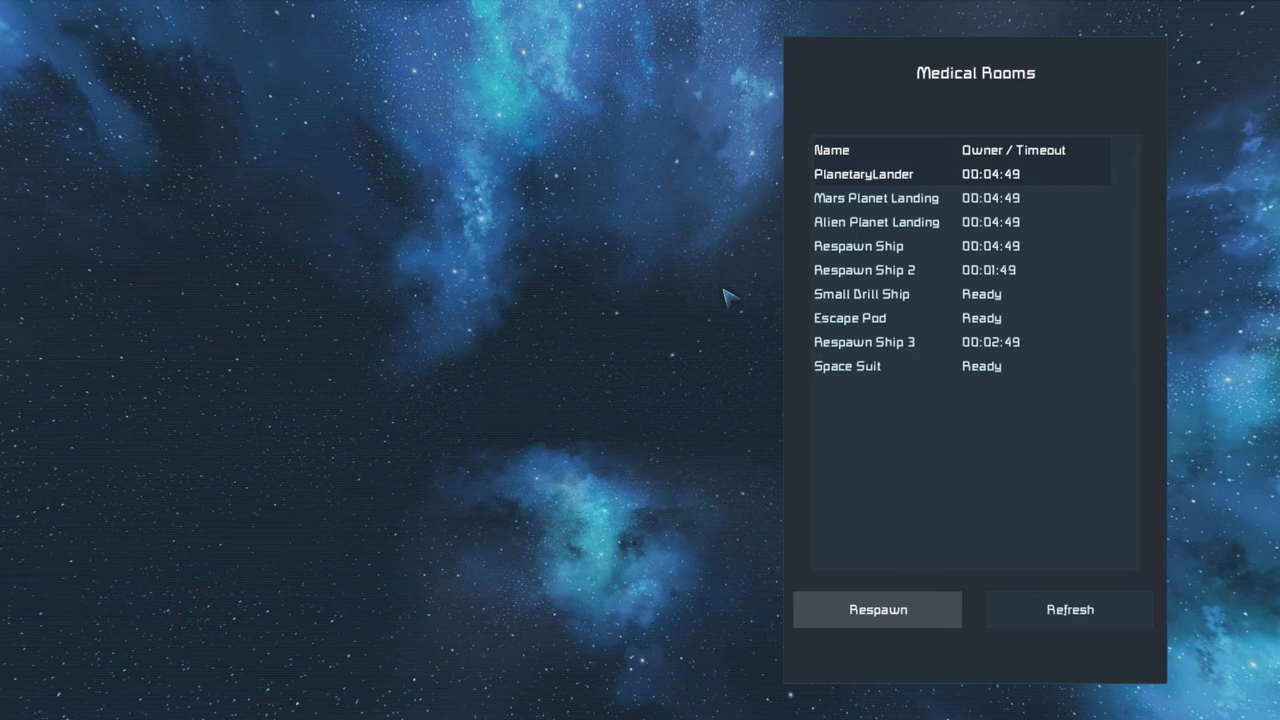 Medical Rooms
Name Owner / Timeout
PlanetaryLander 00:04:49
Mars Planet Landing 00:04:49
Alien Planet Landing 00:04:49
Respawn Ship 00:04:49
Respawn Ship 2 00:01:49
Small Drill Ship Ready
Escape Pod Ready
Respawn Ship 3 00:02:49
Space Suit Ready
Respawn Refresh